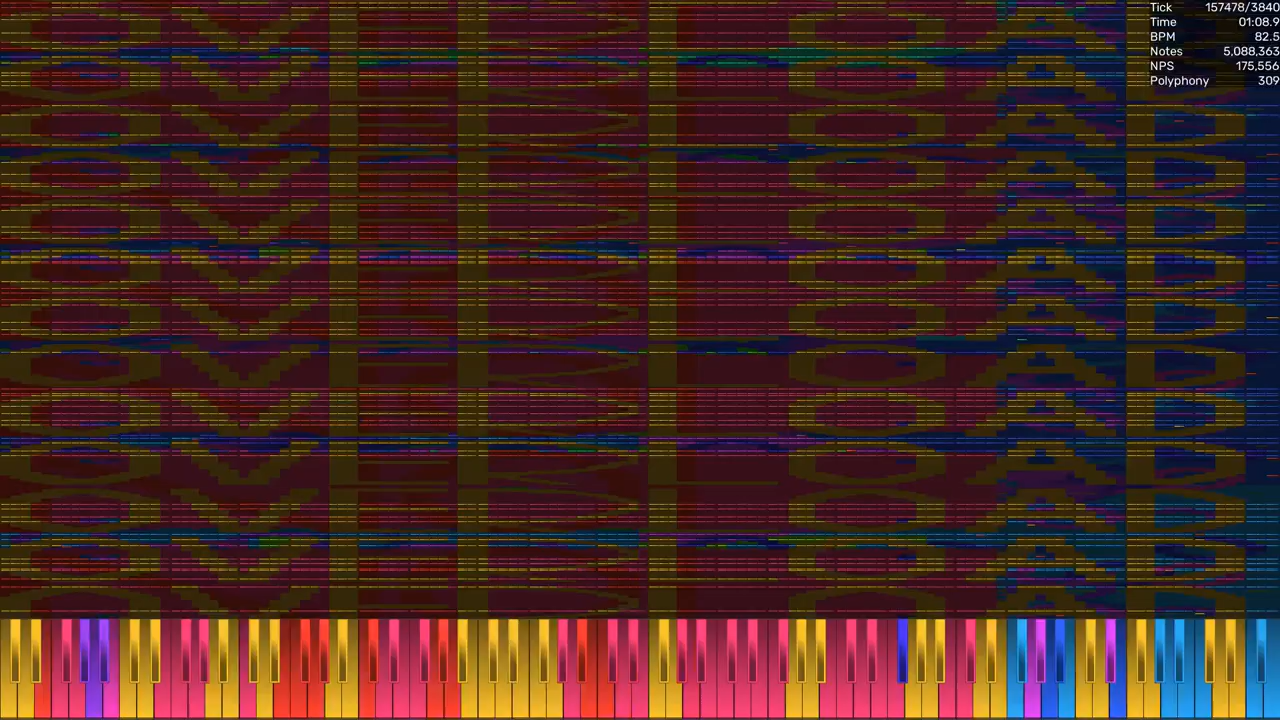 Tick 157478/3840
Time 01:08.9
BPM 82.5
Notes 5,088,363
NPS 175,556
Polyphony 309
OVERLOAD